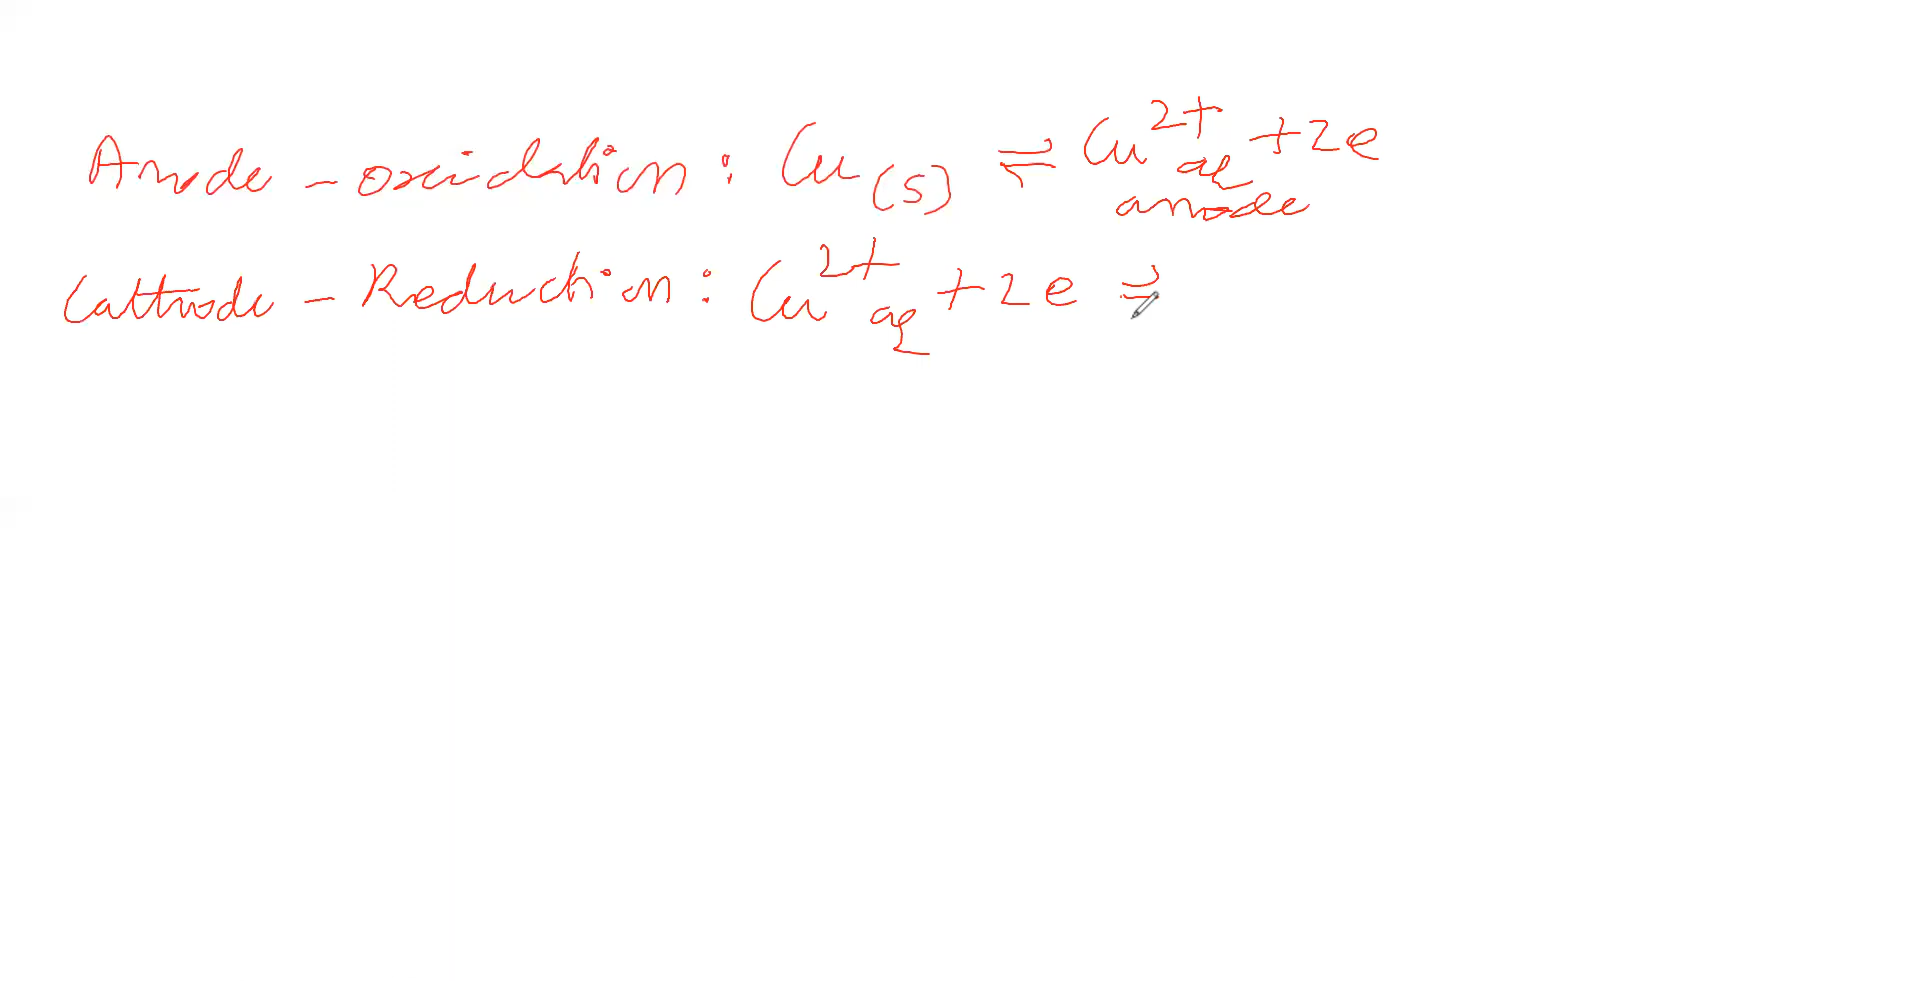 Anode - oxidation : Cu(s) ⇌ Cu²⁺aq + 2e
anode
Cathode - Reduction : Cu²⁺aq + 2e ⇌